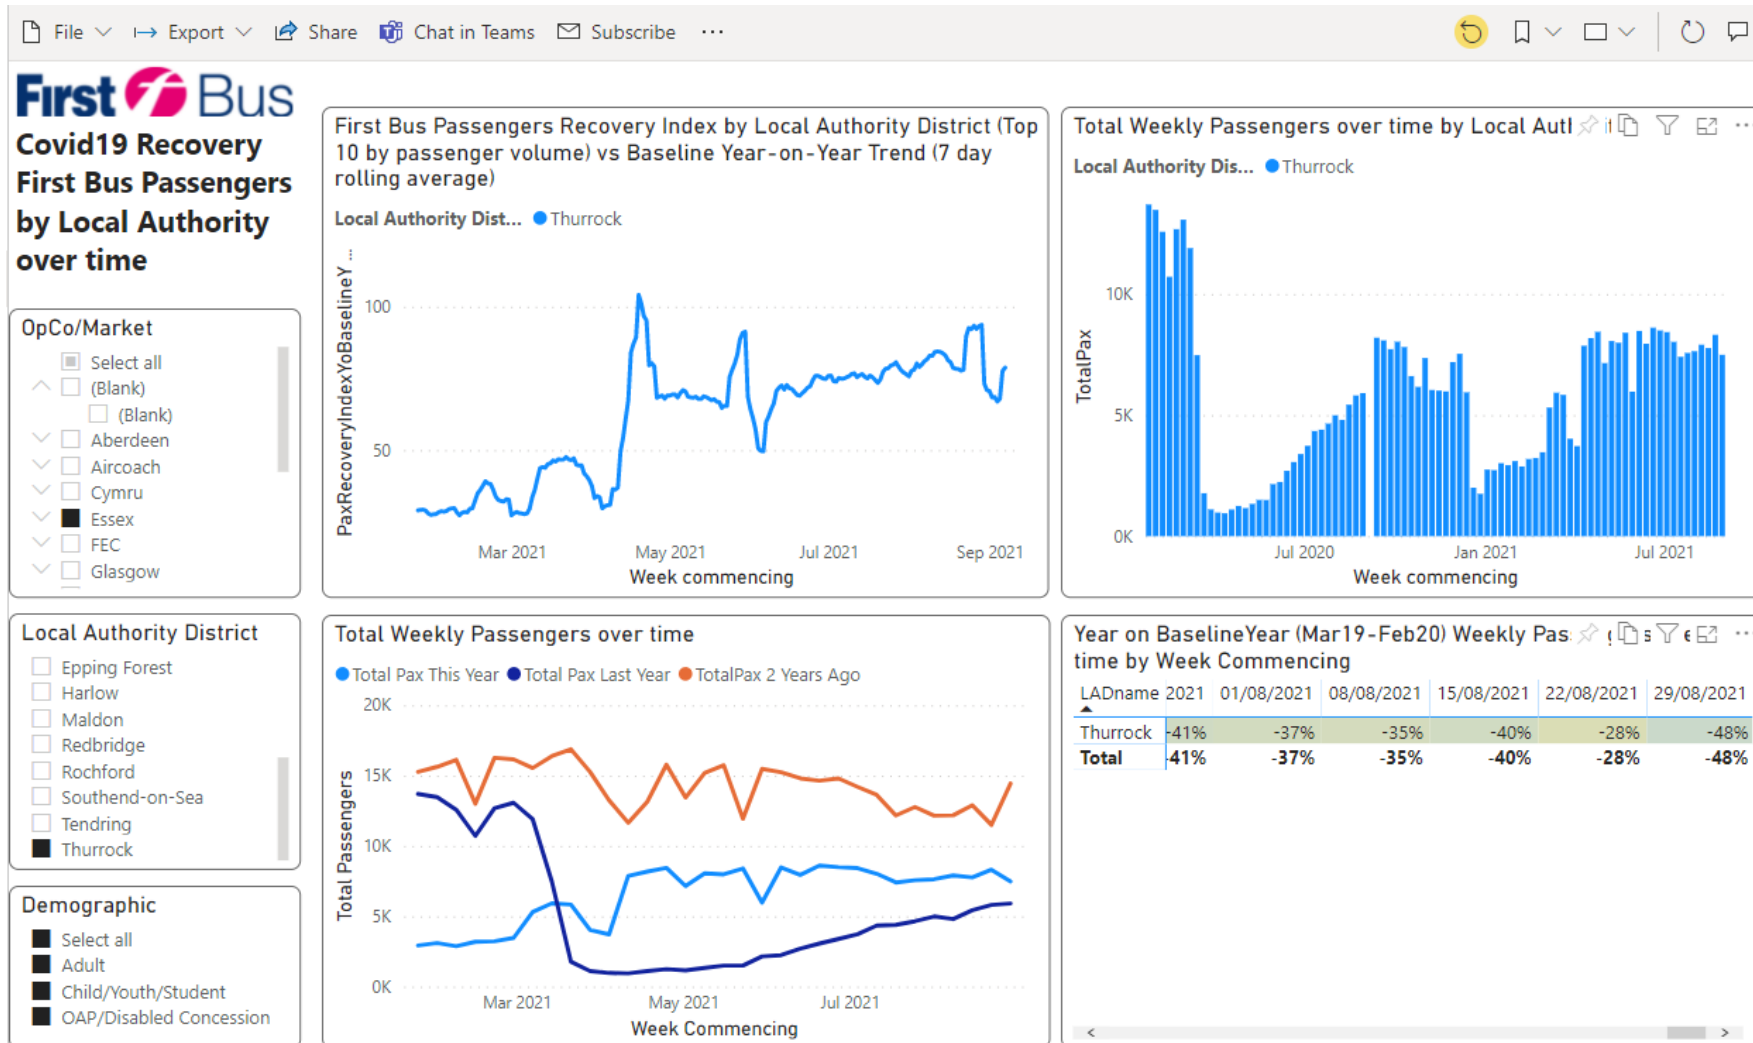 File
Export
Share
Chat in Teams
Subscribe
First Bus
Covid19 Recovery
First Bus Passengers
by Local Authority
over time
OpCo/Market
Select all
(Blank)
(Blank)
Aberdeen
Aircoach
Cymru
Essex
FEC
Glasgow
Local Authority District
Epping Forest
Harlow
Maldon
Redbridge
Rochford
Southend-on-Sea
Tendring
Thurrock
Demographic
Select all
Adult
Child/Youth/Student
OAP/Disabled Concession
First Bus Passengers Recovery Index by Local Authority District (Top
10 by passenger volume) vs Baseline Year-on-Year Trend (7 day
rolling average)
Local Authority Dist... Thurrock
PaxRecoveryIndexYoBaselineY ...
100
50
Mar 2021 May 2021 Jul 2021 Sep 2021
Week commencing
Total Weekly Passengers over time by Local Autl
Local Authority Dis... Thurrock
TotalPax
10K
5K
0K
Jul 2020 Jan 2021 Jul 2021
Week commencing
Total Weekly Passengers over time
Total Pax This Year Total Pax Last Year TotalPax 2 Years Ago
Total Passengers
20K
15K
10K
5K
0K
Mar 2021 May 2021 Jul 2021
Week Commencing
Year on BaselineYear (Mar19-Feb20) Weekly Pas
time by Week Commencing
LADname 2021 01/08/2021 08/08/2021 15/08/2021 22/08/2021 29/08/2021
Thurrock -41% -37% -35% -40% -28% -48%
Total -41% -37% -35% -40% -28% -48%